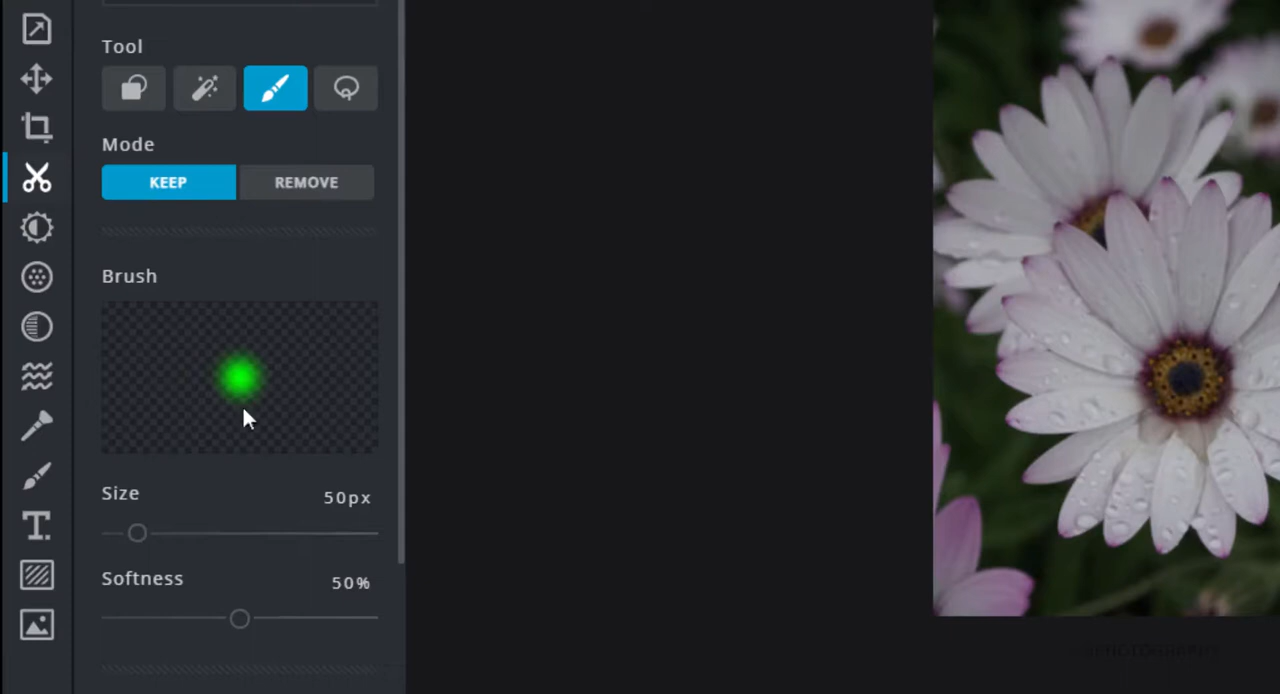 Tool
Mode
KEEP REMOVE
Brush
Size 50px
Softness 50%